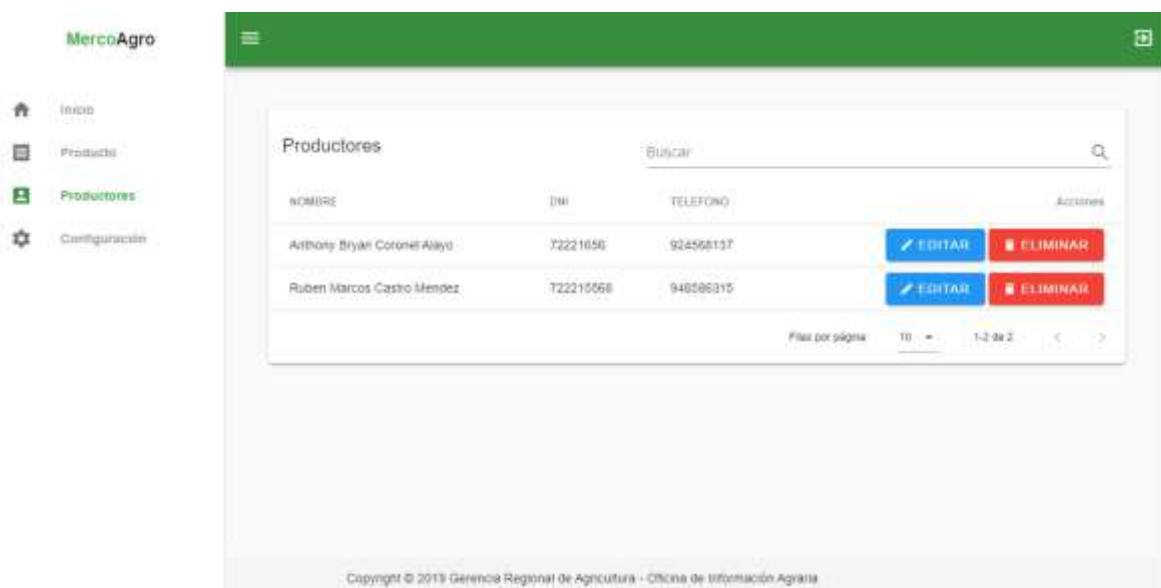 MercoAgro
Inicio
Producto
Productores
Configuración
Productores
Buscar
NOMBRE DNI TELEFONO Acciones
Anthony Bryan Coronel Alayo 72221656 924568137 EDITAR ELIMINAR
Ruben Marcos Castro Mendez 722215568 946586315 EDITAR ELIMINAR
Filas por página 10 1-2 de 2
Copyright © 2019 Gerencia Regional de Agricultura - Oficina de Información Agraria